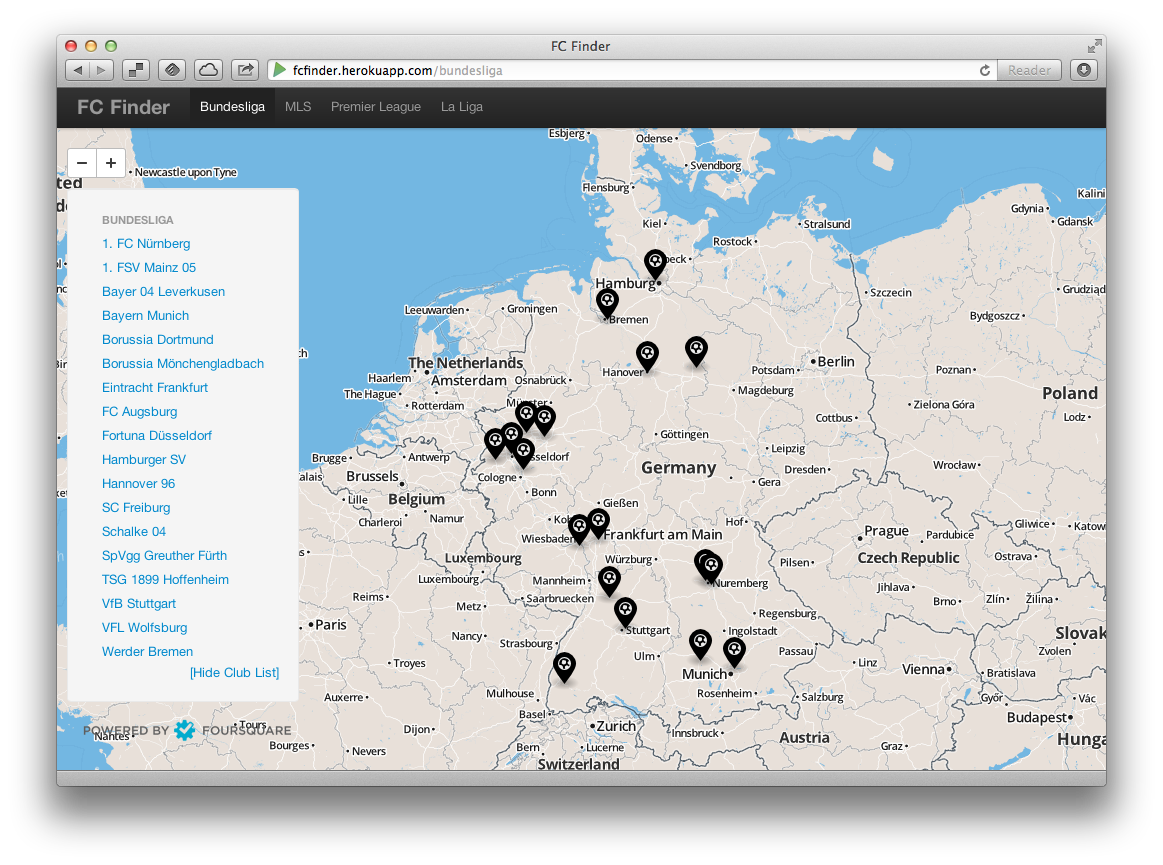 FC Finder
fcfinder.herokuapp.com/bundesliga
Reader
FC Finder
Bundesliga
MLS
Premier League
La Liga
Esbjerg
Odense
Newcastle upon Tyne
Svendborg
ted
Flensburg
Kalini
BUNDESLIGA
1. FC Nürnberg
1. FSV Mainz 05
Bayer 04 Leverkusen
Bayern Munich
Borussia Dortmund
Borussia Mönchengladbach
Eintracht Frankfurt
FC Augsburg
Fortuna Düsseldorf
Hamburger SV
Hannover 96
SC Freiburg
Schalke 04
SpVgg Greuther Fürth
TSG 1899 Hoffenheim
VfB Stuttgart
VFL Wolfsburg
Werder Bremen
[Hide Club List]
POWERED BY FOURSQUARE
Gdynia
Gdansk
Kiel
Stralsund
Rostock
beck
Hamburg
Szczecin
Grudziąd
Leeuwarden
Groningen
Bremen
Bydgoszcz
The Netherlands
Haarlem
Amsterdam
Osnabrück
Hanover
Berlin
Potsdam
Poznan
The Hague
Rotterdam
Münster
Magdeburg
Poland
Zielona Góra
Cottbus
Lodz
Göttingen
Leipzig
Brugge
Antwerp
sseldorf
Germany
Dresden
Wrocław
alais
Brussels
Cologne
Gera
Lille
Belgium
Bonn
Charleroi
Namur
Gießen
Hof
Gliwice
Katow
Wiesbaden
Frankfurt am Main
Prague
Pardubice
Luxembourg
Würzburg
Pilsen
Czech Republic
Ostrava
Luxembourg
Mannheim
Nuremberg
Jihlava
Reims
Saarbruecken
Brno
Zlín
Žilina
Metz
Regensburg
Paris
Nancy
Strasbourg
Stuttgart
Ingolstadt
Slovak
Zvolen
Troyes
Ulm
Passau
Linz
Vienna
Bratislava
Munich
Auxerre
Mulhouse
Rosenheim
Salzburg
Győr
Vác
Tours
Basel
Budapest
Nantes
Dijon
Zurich
Innsbruck
Austria
Hunga
Bourges
Nevers
Bern
Lucerne
Graz
Switzerland